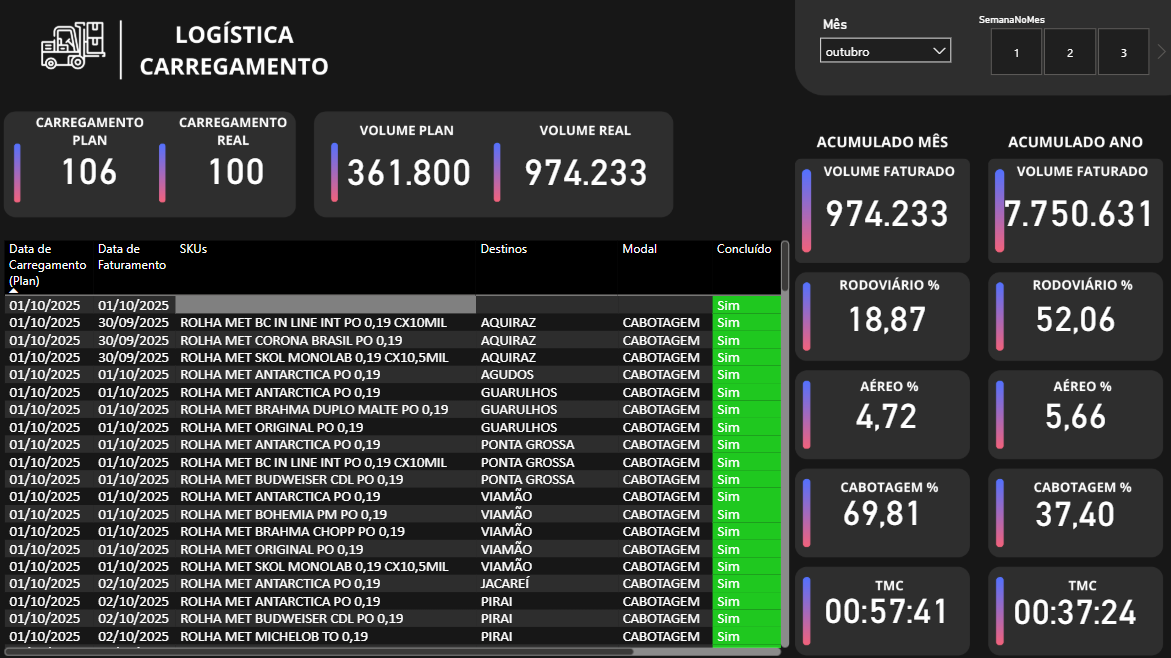 LOGÍSTICA
CARREGAMENTO
Mês
outubro
SemanaNoMes
1 2 3
CARREGAMENTO
PLAN
106
CARREGAMENTO
REAL
100
VOLUME PLAN
361.800
VOLUME REAL
974.233
ACUMULADO MÊS
VOLUME FATURADO
974.233
RODOVIÁRIO %
18,87
AÉREO %
4,72
CABOTAGEM %
69,81
TMC
00:57:41
ACUMULADO ANO
VOLUME FATURADO
7.750.631
RODOVIÁRIO %
52,06
AÉREO %
5,66
CABOTAGEM %
37,40
TMC
00:37:24
Data de Carregamento (Plan) Data de Faturamento SKUs Destinos Modal Concluído
01/10/2025 01/10/2025 Sim
01/10/2025 30/09/2025 ROLHA MET BC IN LINE INT PO 0,19 CX10MIL AQUIRAZ CABOTAGEM Sim
01/10/2025 30/09/2025 ROLHA MET CORONA BRASIL PO 0,19 AQUIRAZ CABOTAGEM Sim
01/10/2025 30/09/2025 ROLHA MET SKOL MONOLAB 0,19 CX10,5MIL AQUIRAZ CABOTAGEM Sim
01/10/2025 01/10/2025 ROLHA MET ANTARCTICA PO 0,19 AGUDOS CABOTAGEM Sim
01/10/2025 01/10/2025 ROLHA MET ANTARCTICA PO 0,19 GUARULHOS CABOTAGEM Sim
01/10/2025 01/10/2025 ROLHA MET BRAHMA DUPLO MALTE PO 0,19 GUARULHOS CABOTAGEM Sim
01/10/2025 01/10/2025 ROLHA MET ORIGINAL PO 0,19 GUARULHOS CABOTAGEM Sim
01/10/2025 01/10/2025 ROLHA MET ANTARCTICA PO 0,19 PONTA GROSSA CABOTAGEM Sim
01/10/2025 01/10/2025 ROLHA MET BC IN LINE INT PO 0,19 CX10MIL PONTA GROSSA CABOTAGEM Sim
01/10/2025 01/10/2025 ROLHA MET BUDWEISER CDL PO 0,19 PONTA GROSSA CABOTAGEM Sim
01/10/2025 01/10/2025 ROLHA MET ANTARCTICA PO 0,19 VIAMÃO CABOTAGEM Sim
01/10/2025 01/10/2025 ROLHA MET BOHEMIA PM PO 0,19 VIAMÃO CABOTAGEM Sim
01/10/2025 01/10/2025 ROLHA MET BRAHMA CHOPP PO 0,19 VIAMÃO CABOTAGEM Sim
01/10/2025 01/10/2025 ROLHA MET ORIGINAL PO 0,19 VIAMÃO CABOTAGEM Sim
01/10/2025 01/10/2025 ROLHA MET SKOL MONOLAB 0,19 CX10,5MIL VIAMÃO CABOTAGEM Sim
01/10/2025 02/10/2025 ROLHA MET ANTARCTICA PO 0,19 JACAREÍ CABOTAGEM Sim
01/10/2025 02/10/2025 ROLHA MET ANTARCTICA PO 0,19 PIRAI CABOTAGEM Sim
01/10/2025 02/10/2025 ROLHA MET BUDWEISER CDL PO 0,19 PIRAI CABOTAGEM Sim
01/10/2025 02/10/2025 ROLHA MET MICHELOB TO 0,19 PIRAI CABOTAGEM Sim